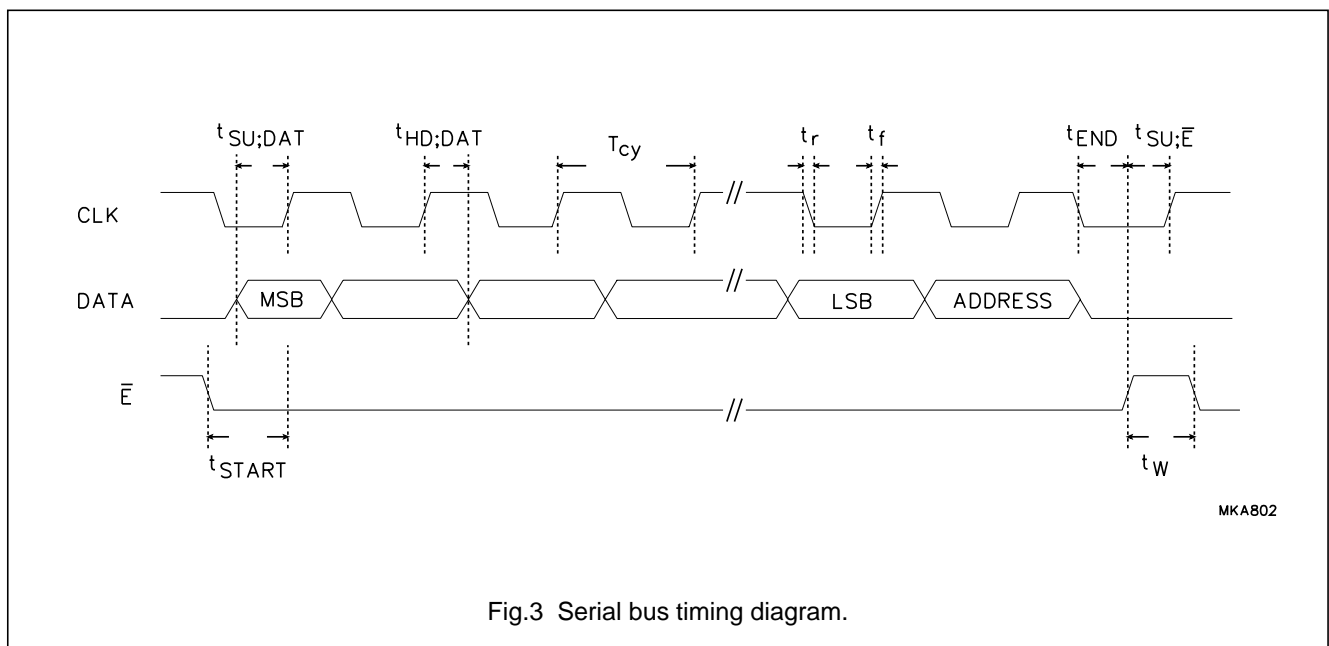 tSU;DAT tHD;DAT Tcy tr tf tEND tSU;E̅
CLK
DATA MSB LSB ADDRESS
E̅
tSTART tW
MKA802
Fig.3 Serial bus timing diagram.